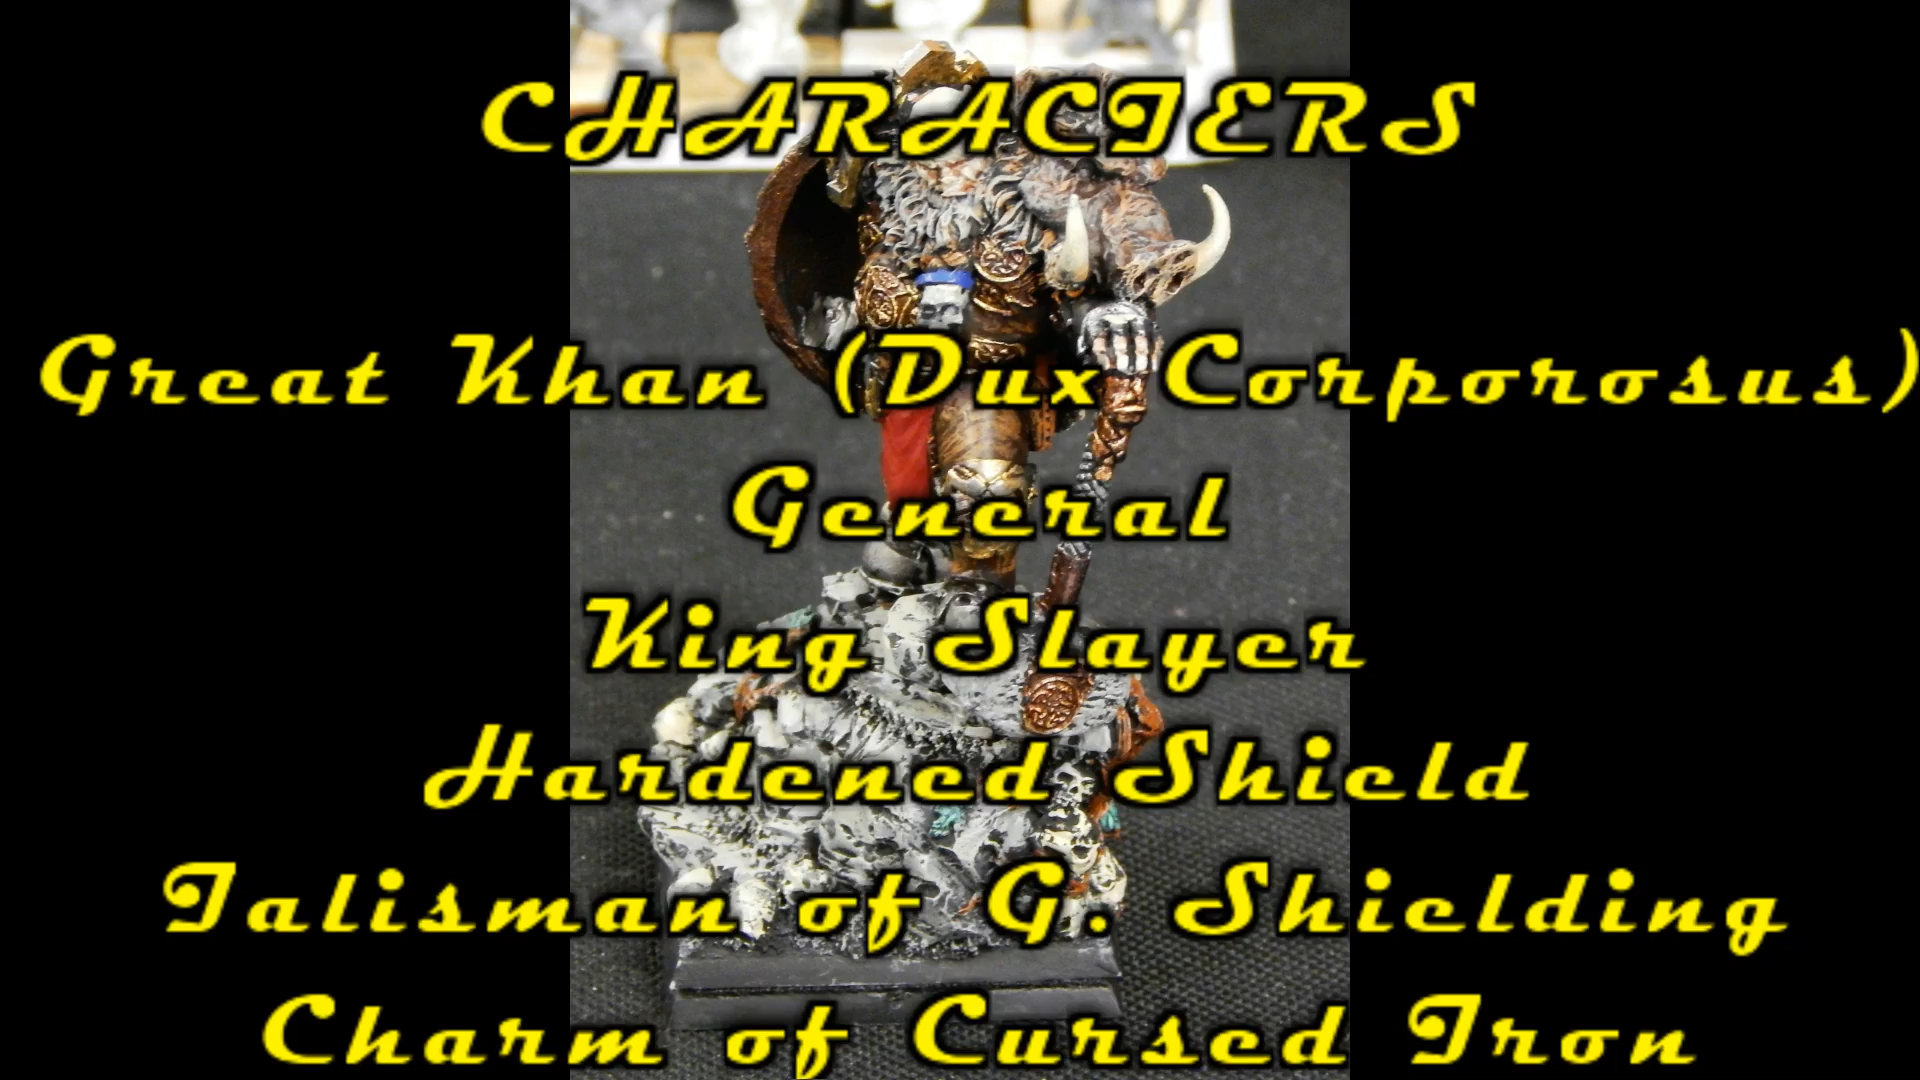 CHARACTERS
Great Khan (Dux Corporosus)
General
King Slayer
Hardened Shield
Talisman of G. Shielding
Charm of Cursed Iron